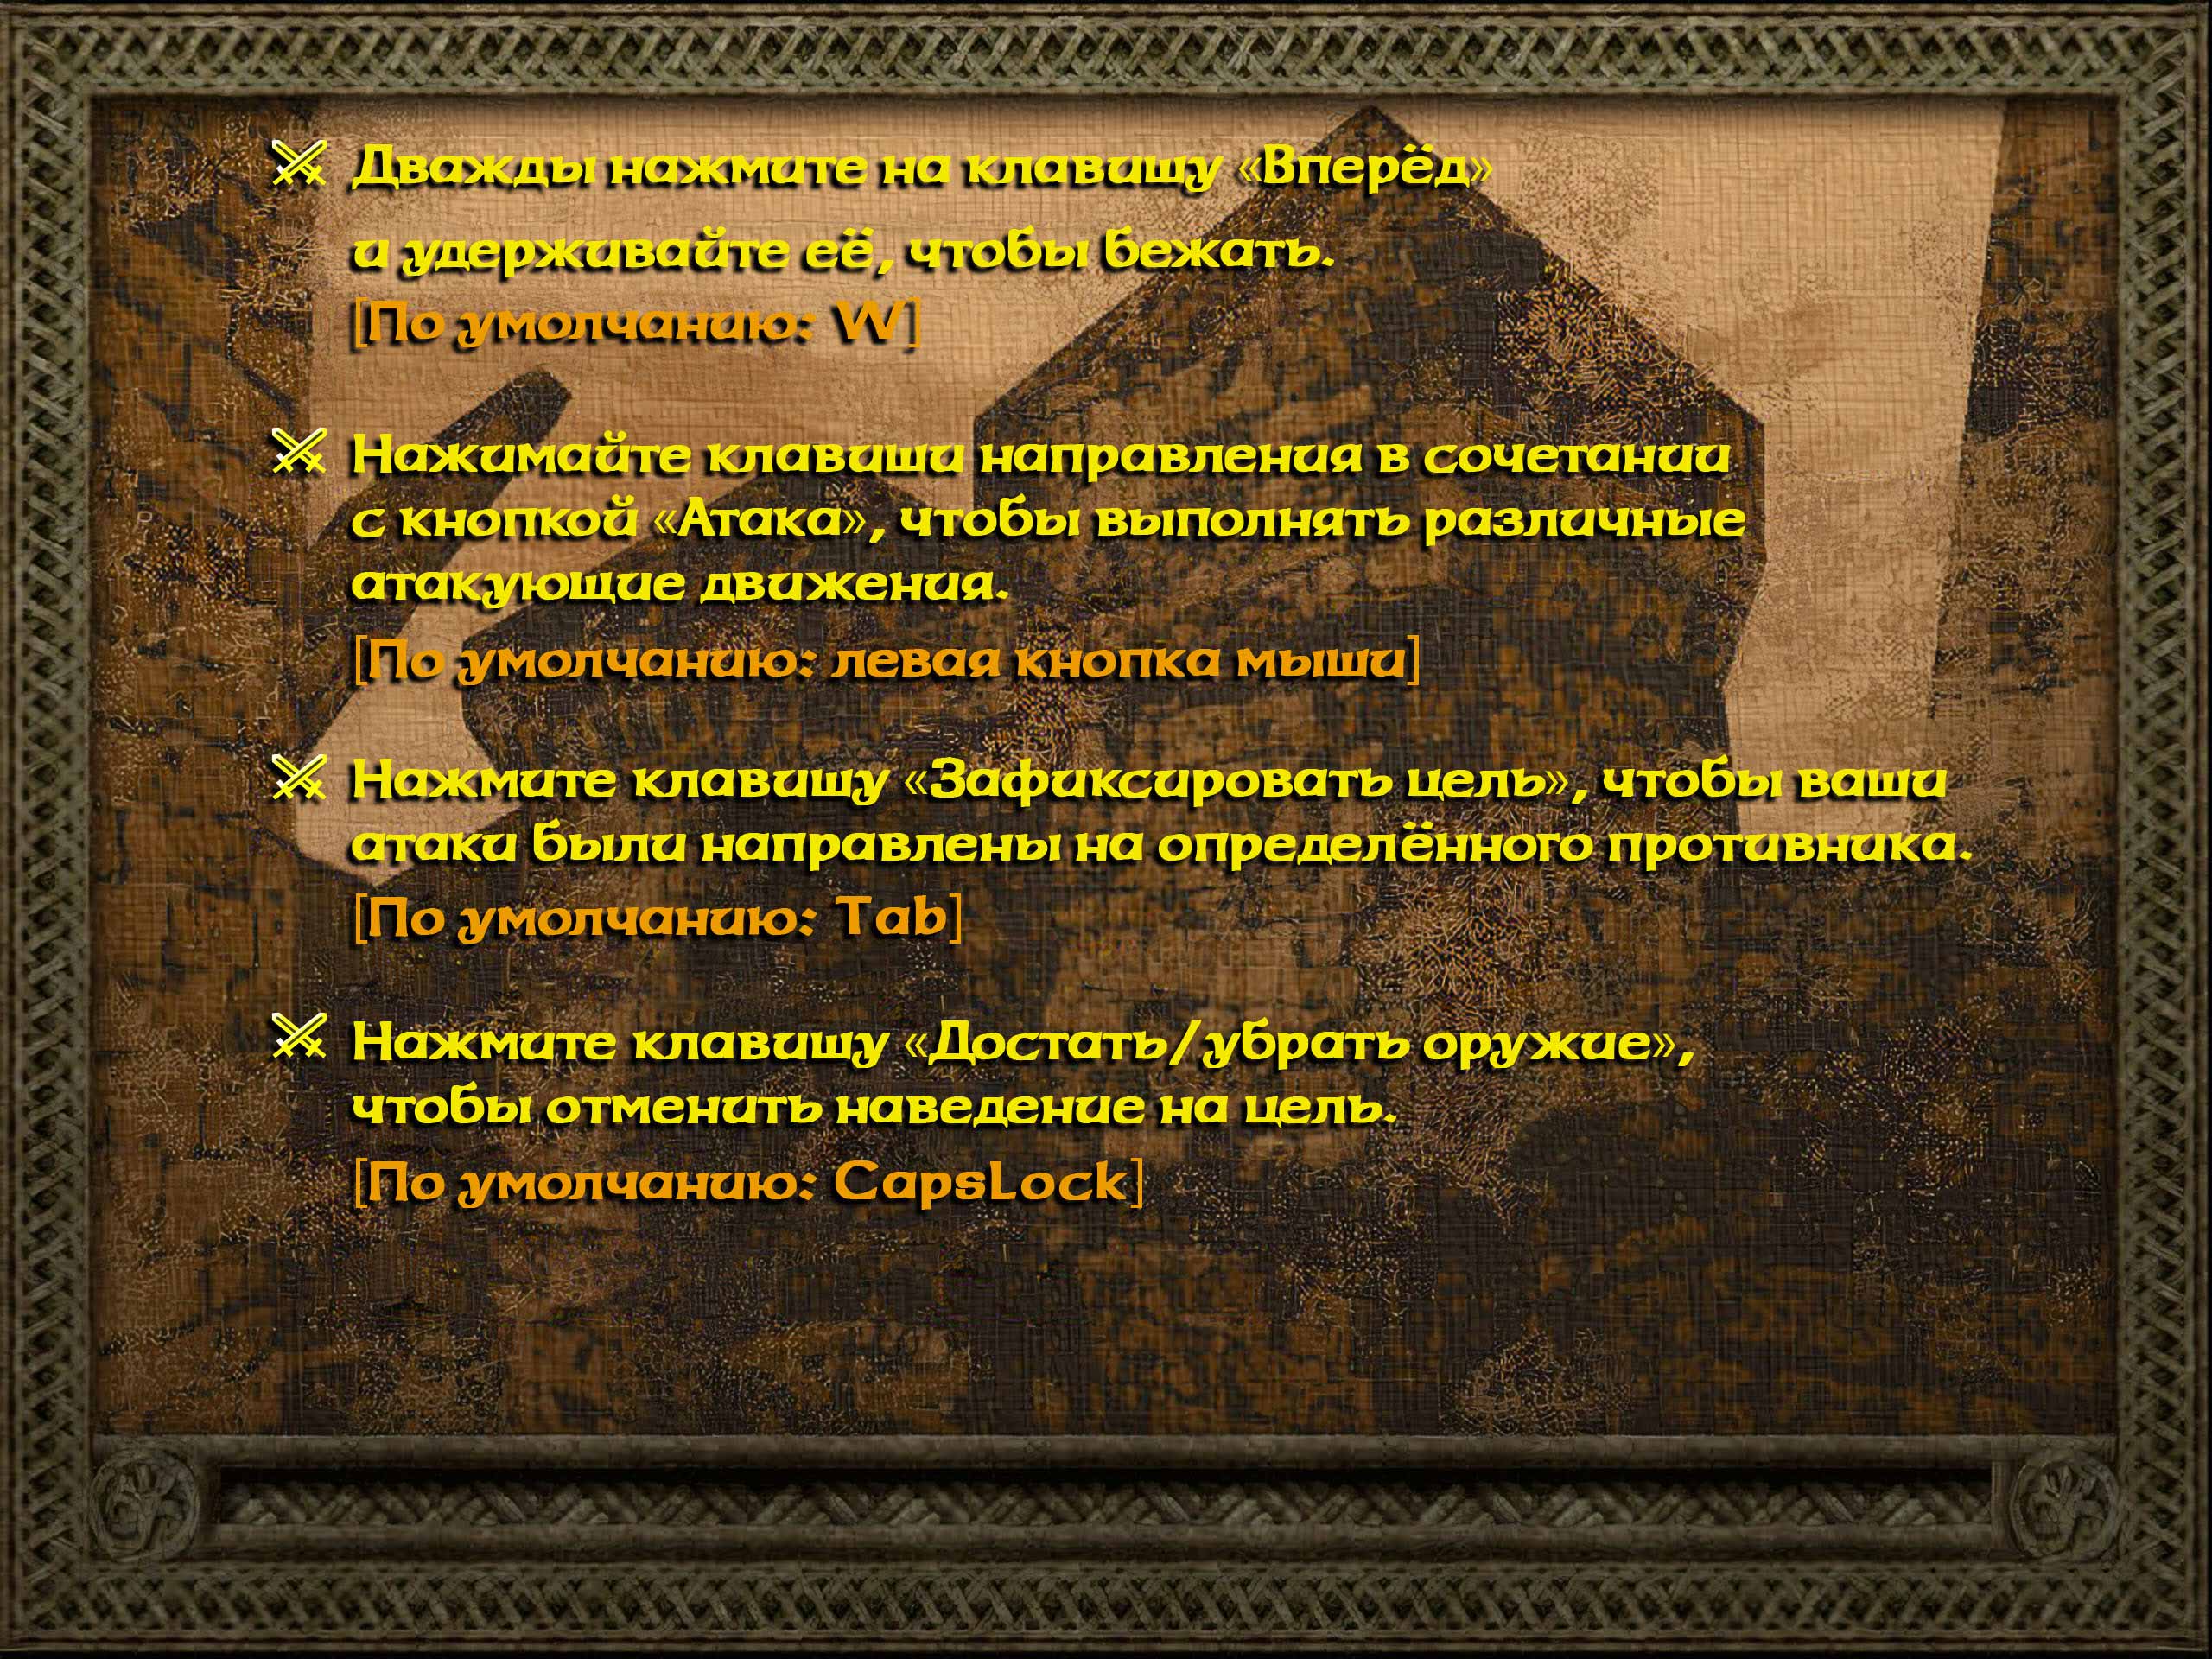 Дважды нажмите на клавишу «Вперёд»
и удерживайте её, чтобы бежать.
[По умолчанию: W]
Нажимайте клавиши направления в сочетании
с кнопкой «Атака», чтобы выполнять различные
атакующие движения.
[По умолчанию: левая кнопка мыши]
Нажмите клавишу «Зафиксировать цель», чтобы ваши
атаки были направлены на определённого противника.
[По умолчанию: Tab]
Нажмите клавишу «Достать/убрать оружие»,
чтобы отменить наведение на цель.
[По умолчанию: CapsLock]